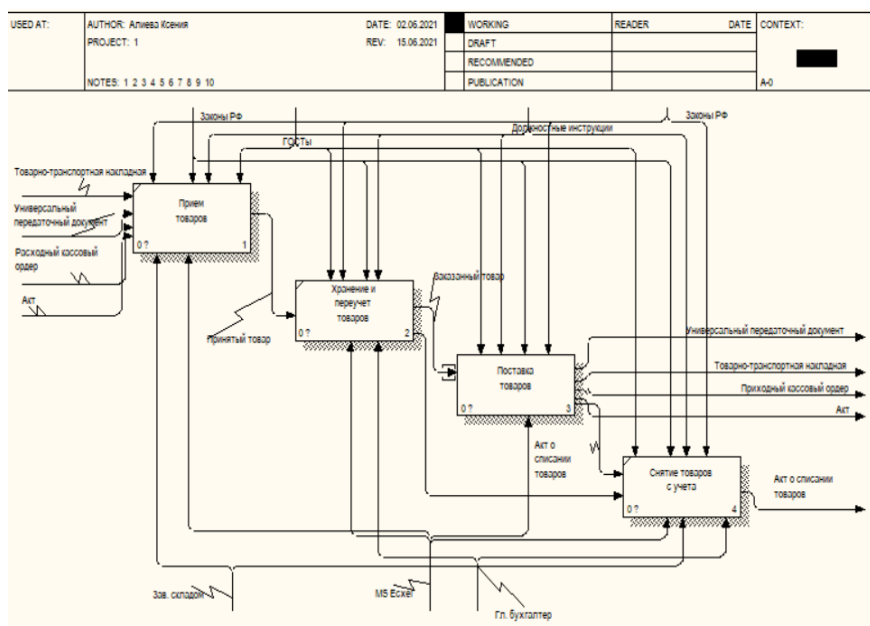 USED AT:
AUTHOR: Алиева Ксения
DATE: 02.06.2021
WORKING
READER
DATE
CONTEXT:
PROJECT: 1
REV: 15.06.2021
DRAFT
RECOMMENDED
NOTES: 1 2 3 4 5 6 7 8 9 10
PUBLICATION
A-0
Законы РФ
Законы РФ
Должностные инструкции
ГОСТы
Товарно-транспортная накладная
Универсальный
передаточный документ
Расходный кассовый
ордер
Акт
Прием
товаров
0 ?
1
Принятый товар
Хранение и
переучет
товаров
0 ?
2
Заказанный товар
Поставка
товаров
0 ?
3
Универсальный передаточный документ
Товарно-транспортная накладная
Приходный кассовый ордер
Акт
Акт о
списании
товаров
Снятие товаров
с учета
0 ?
4
Акт о списании
товаров
Зав. складом
MS Ecxel
Гл. бухгалтер